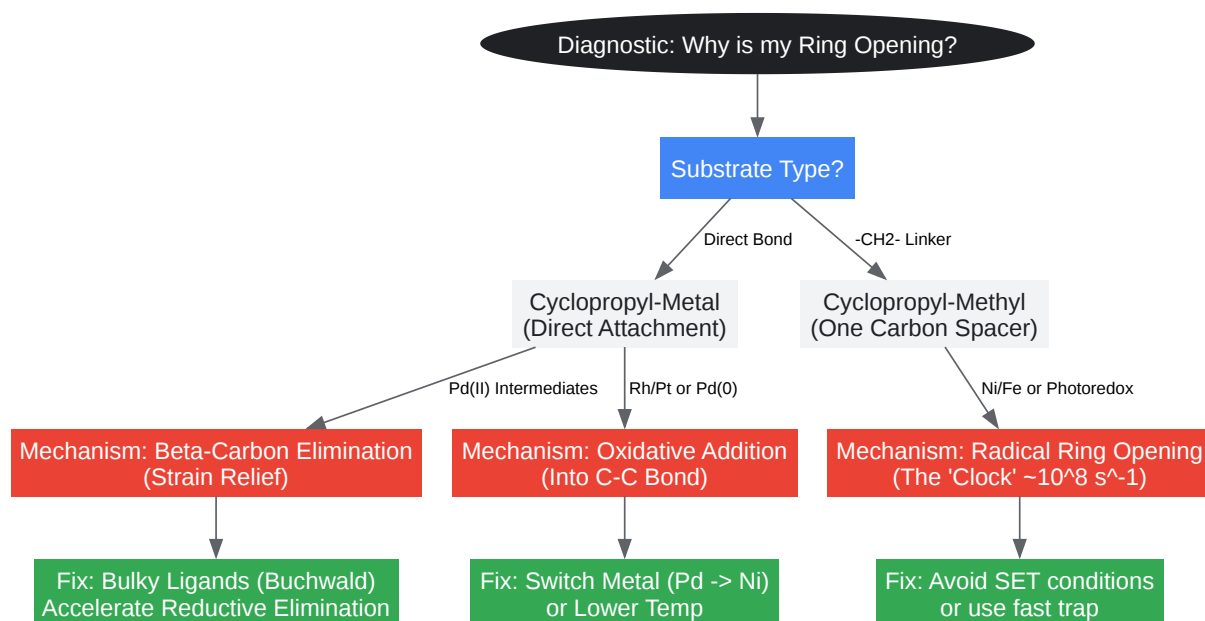 Diagnostic: Why is my Ring Opening?
Substrate Type?
Direct Bond
-CH2- Linker
Cyclopropyl-Metal
(Direct Attachment)
Cyclopropyl-Methyl
(One Carbon Spacer)
Pd(II) Intermediates
Rh/Pt or Pd(0)
Ni/Fe or Photoredox
Mechanism: Beta-Carbon Elimination
(Strain Relief)
Mechanism: Oxidative Addition
(Into C-C Bond)
Mechanism: Radical Ring Opening
(The 'Clock' ~10^8 s^-1)
Fix: Bulky Ligands (Buchwald)
Accelerate Reductive Elimination
Fix: Switch Metal (Pd -> Ni)
or Lower Temp
Fix: Avoid SET conditions
or use fast trap